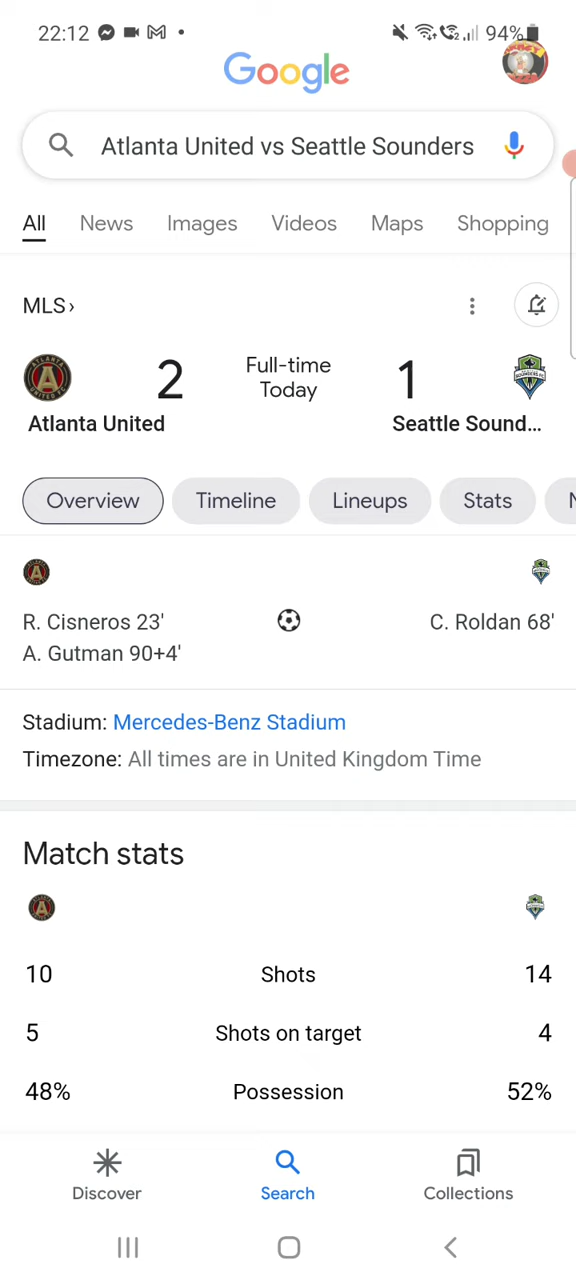 22:12 94%
Google
Atlanta United vs Seattle Sounders
All News Images Videos Maps Shopping
MLS ›
2 Full-time 1
Today
Atlanta United Seattle Sound...
Overview Timeline Lineups Stats
R. Cisneros 23' C. Roldan 68'
A. Gutman 90+4'
Stadium: Mercedes-Benz Stadium
Timezone: All times are in United Kingdom Time
Match stats
10 Shots 14
5 Shots on target 4
48% Possession 52%
Discover Search Collections